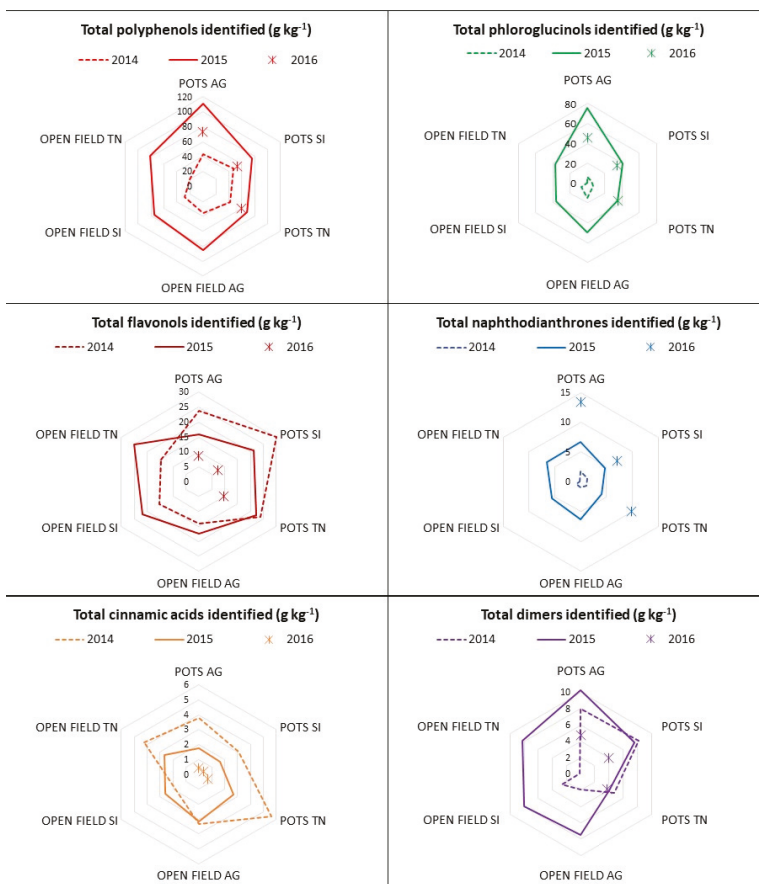 Total polyphenols identified (g kg⁻¹)
2014 2015 2016
POTS AG
120
100
80
60
40
20
0
POTS SI
POTS TN
OPEN FIELD AG
OPEN FIELD SI
OPEN FIELD TN
Total phloroglucinols identified (g kg⁻¹)
2014 2015 2016
POTS AG
80
60
40
20
0
POTS SI
POTS TN
OPEN FIELD AG
OPEN FIELD SI
OPEN FIELD TN
Total flavonols identified (g kg⁻¹)
2014 2015 2016
POTS AG
30
25
20
15
10
5
0
POTS SI
POTS TN
OPEN FIELD AG
OPEN FIELD SI
OPEN FIELD TN
Total naphthodianthrones identified (g kg⁻¹)
2014 2015 2016
POTS AG
15
10
5
0
POTS SI
POTS TN
OPEN FIELD AG
OPEN FIELD SI
OPEN FIELD TN
Total cinnamic acids identified (g kg⁻¹)
2014 2015 2016
POTS AG
6
5
4
3
2
1
0
POTS SI
POTS TN
OPEN FIELD AG
OPEN FIELD SI
OPEN FIELD TN
Total dimers identified (g kg⁻¹)
2014 2015 2016
POTS AG
10
8
6
4
2
0
POTS SI
POTS TN
OPEN FIELD AG
OPEN FIELD SI
OPEN FIELD TN